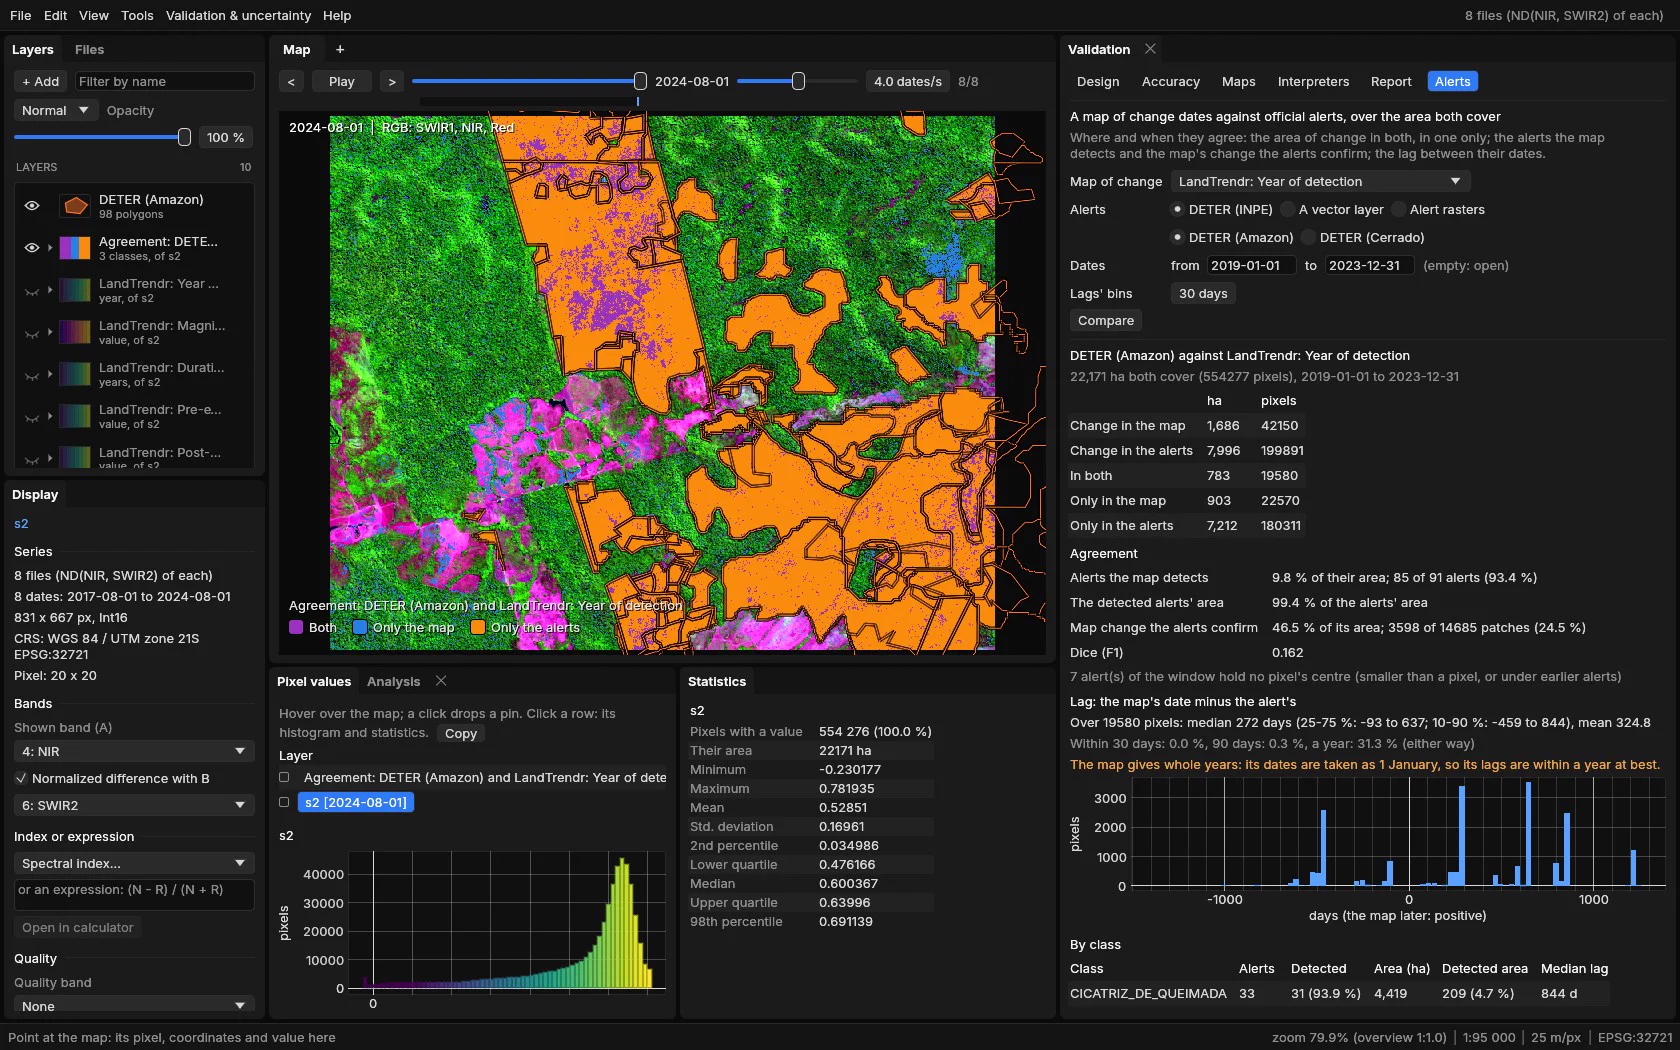 File Edit View Tools Validation & uncertainty Help
8 files (ND(NIR, SWIR2) of each)
Layers Files
+ Add Filter by name
Normal Opacity
100 %
LAYERS 10
DETER (Amazon)
98 polygons
Agreement: DETE...
3 classes, of s2
LandTrendr: Year ...
year, of s2
LandTrendr: Magni...
value, of s2
LandTrendr: Durati...
years, of s2
LandTrendr: Pre-e...
value, of s2
LandTrendr: Post-...
value, of s2
Display
s2
Series
8 files (ND(NIR, SWIR2) of each)
8 dates: 2017-08-01 to 2024-08-01
831 x 667 px, Int16
CRS: WGS 84 / UTM zone 21S
EPSG:32721
Pixel: 20 x 20
Bands
Shown band (A)
4: NIR
Normalized difference with B
6: SWIR2
Index or expression
Spectral index...
or an expression: (N - R) / (N + R)
Open in calculator
Quality
Quality band
None
Map +
< Play > 2024-08-01 4.0 dates/s 8/8
2024-08-01 | RGB: SWIR1, NIR, Red
Agreement: DETER (Amazon) and LandTrendr: Year of detection
Both Only the map Only the alerts
Pixel values Analysis
Hover over the map; a click drops a pin. Click a row: its
histogram and statistics. Copy
Layer
Agreement: DETER (Amazon) and LandTrendr: Year of dete
s2 [2024-08-01]
s2
pixels
40000
30000
20000
10000
0
0
Statistics
s2
Pixels with a value 554 276 (100.0 %)
Their area 22171 ha
Minimum -0.230177
Maximum 0.781935
Mean 0.52851
Std. deviation 0.16961
2nd percentile 0.034986
Lower quartile 0.476166
Median 0.600367
Upper quartile 0.63996
98th percentile 0.691139
Validation
Design Accuracy Maps Interpreters Report Alerts
A map of change dates against official alerts, over the area both cover
Where and when they agree: the area of change in both, in one only; the alerts the map
detects and the map's change the alerts confirm; the lag between their dates.
Map of change LandTrendr: Year of detection
Alerts DETER (INPE) A vector layer Alert rasters
DETER (Amazon) DETER (Cerrado)
Dates from 2019-01-01 to 2023-12-31 (empty: open)
Lags' bins 30 days
Compare
DETER (Amazon) against LandTrendr: Year of detection
22,171 ha both cover (554277 pixels), 2019-01-01 to 2023-12-31
ha pixels
Change in the map 1,686 42150
Change in the alerts 7,996 199891
In both 783 19580
Only in the map 903 22570
Only in the alerts 7,212 180311
Agreement
Alerts the map detects 9.8 % of their area; 85 of 91 alerts (93.4 %)
The detected alerts' area 99.4 % of the alerts' area
Map change the alerts confirm 46.5 % of its area; 3598 of 14685 patches (24.5 %)
Dice (F1) 0.162
7 alert(s) of the window hold no pixel's centre (smaller than a pixel, or under earlier alerts)
Lag: the map's date minus the alert's
Over 19580 pixels: median 272 days (25-75 %: -93 to 637; 10-90 %: -459 to 844), mean 324.8
Within 30 days: 0.0 %, 90 days: 0.3 %, a year: 31.3 % (either way)
The map gives whole years: its dates are taken as 1 January, so its lags are within a year at best.
pixels
3000
2000
1000
0
-1000 0 1000
days (the map later: positive)
By class
Class Alerts Detected Area (ha) Detected area Median lag
CICATRIZ_DE_QUEIMADA 33 31 (93.9 %) 4,419 209 (4.7 %) 844 d
Point at the map: its pixel, coordinates and value here
zoom 79.9% (overview 1:1.0) | 1:95 000 | 25 m/px | EPSG:32721